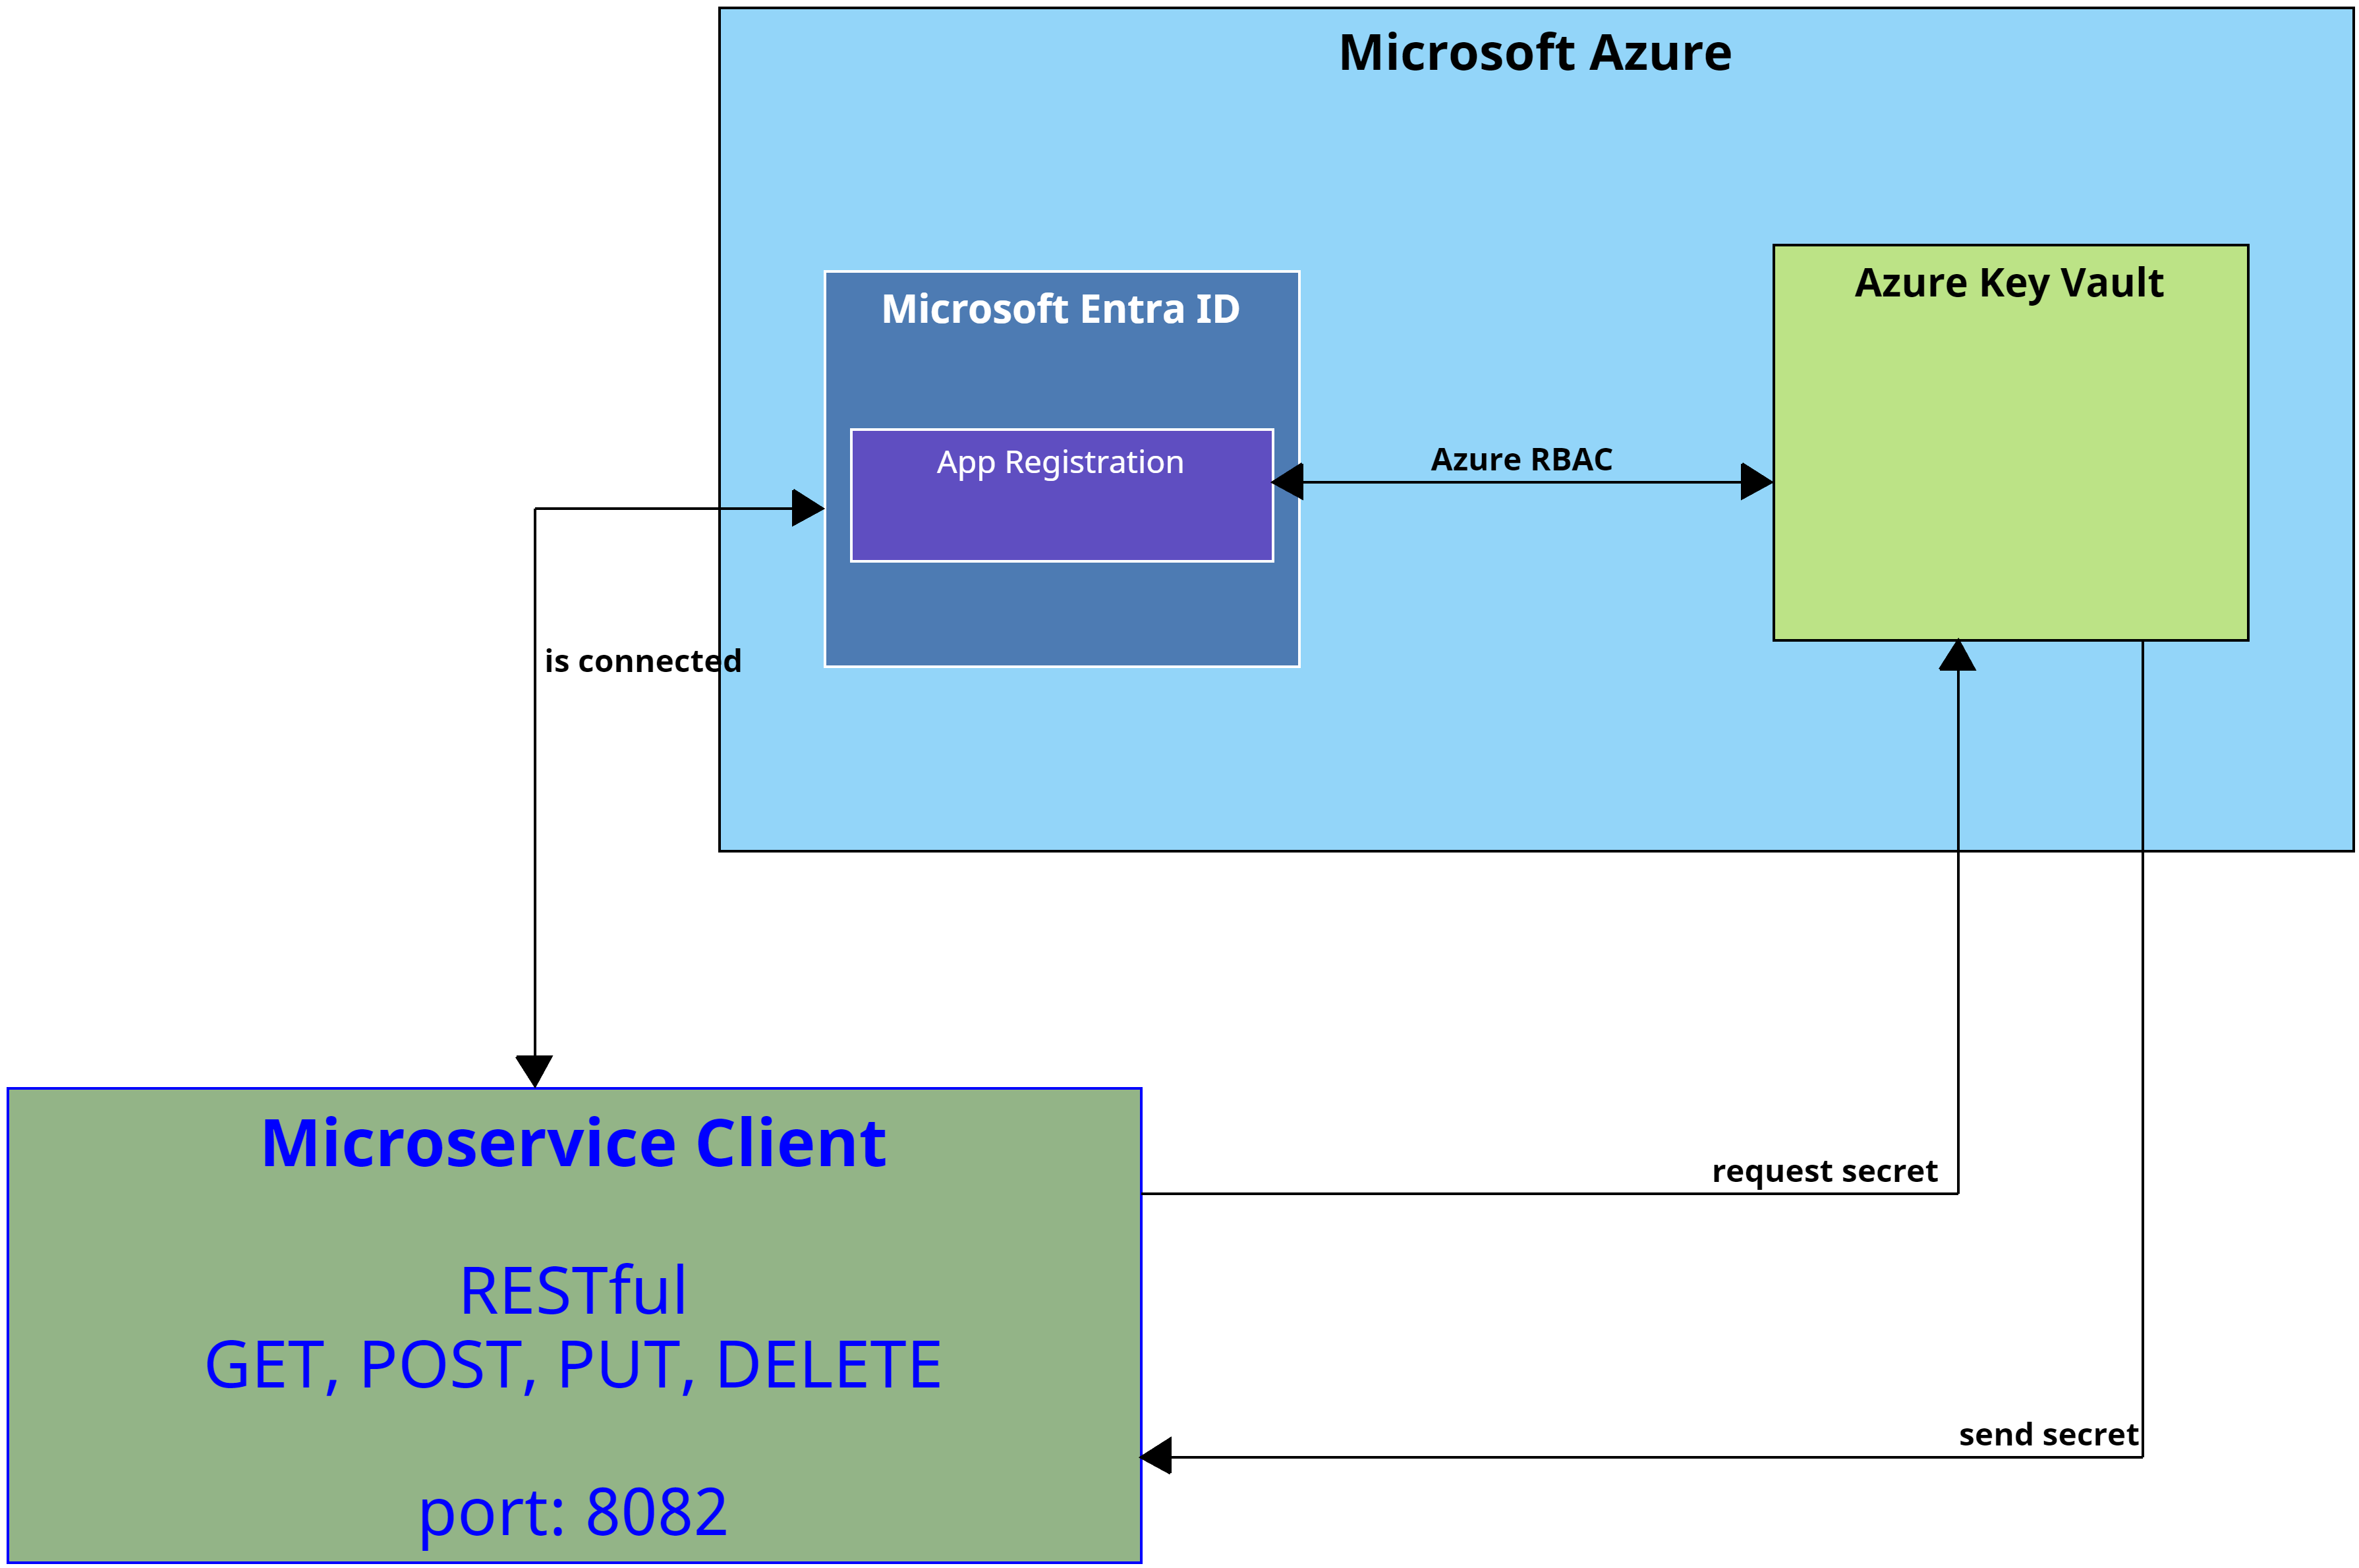 Microsoft Azure
Azure Key Vault
Microsoft Entra ID
App Registration
Azure RBAC
is connected
Microservice Client
RESTful
GET, POST, PUT, DELETE
port: 8082
request secret
send secret